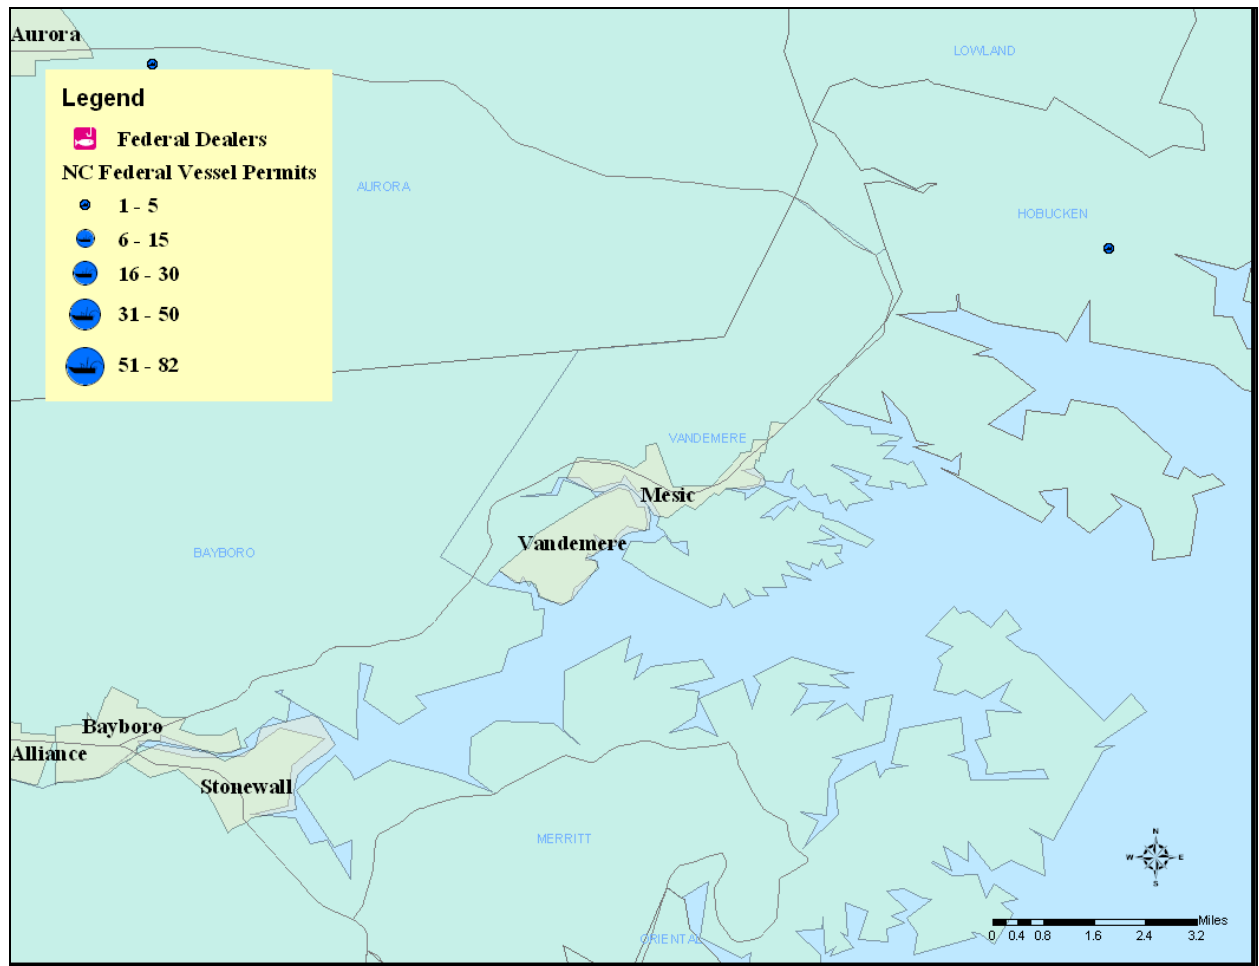 Aurora
LOWLAND
Legend
Federal Dealers
NC Federal Vessel Permits
1 - 5
6 - 15
16 - 30
31 - 50
51 - 82
AURORA
HOBUCKEN
VANDEMERE
Mesic
Vandemere
BAYBORO
Bayboro
Alliance
Stonewall
MERRITT
ORIENTAL
N
W E
S
Miles
0 0.4 0.8 1.6 2.4 3.2